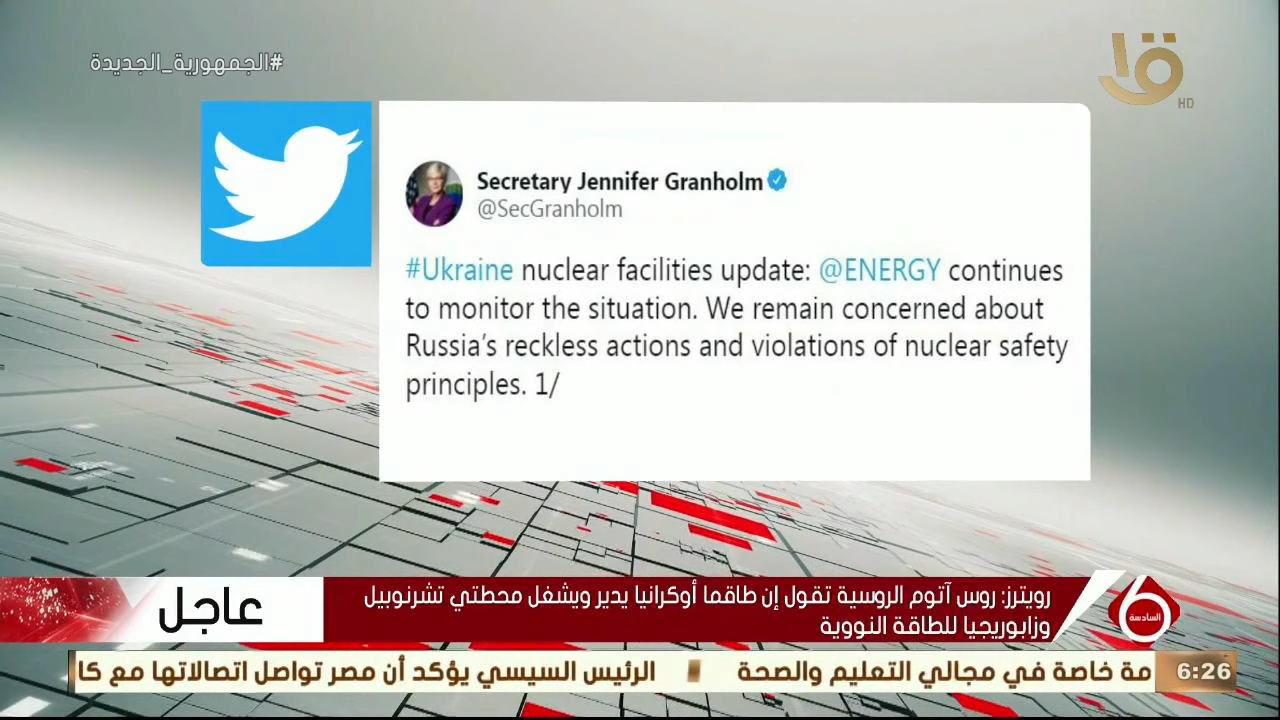 #الجمهورية_الجديدة
HD
Secretary Jennifer Granholm
@SecGranholm
#Ukraine nuclear facilities update: @ENERGY continues
to monitor the situation. We remain concerned about
Russia's reckless actions and violations of nuclear safety
principles. 1/
عاجل
رويترز: روس آتوم الروسية تقول إن طاقما أوكرانيا يدير ويشغل محطتي تشرنوبيل
وزابوريجيا للطاقة النووية
6 السادسة
6:26 مة خاصة في مجالي التعليم والصحة الرئيس السيسي يؤكد أن مصر تواصل اتصالاتها مع كا